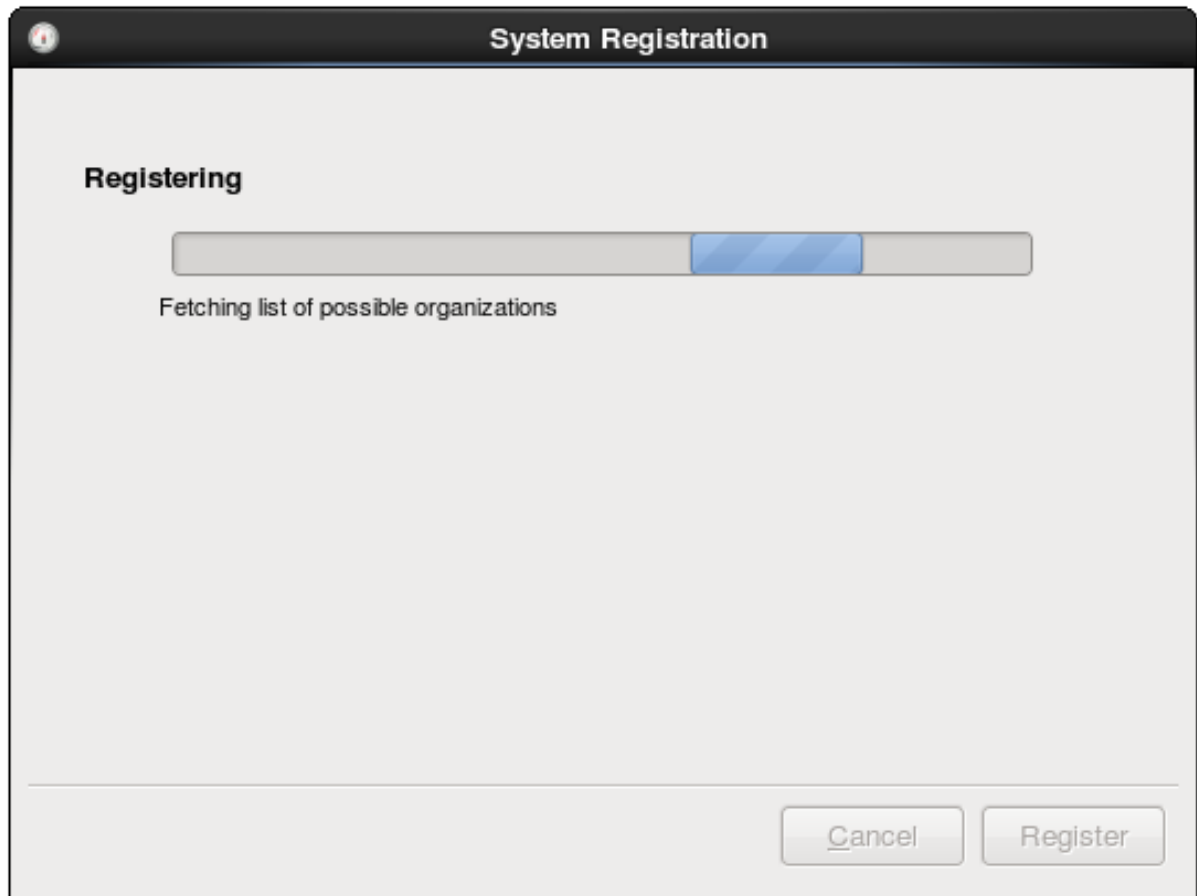 System Registration
Registering
Fetching list of possible organizations
Cancel Register